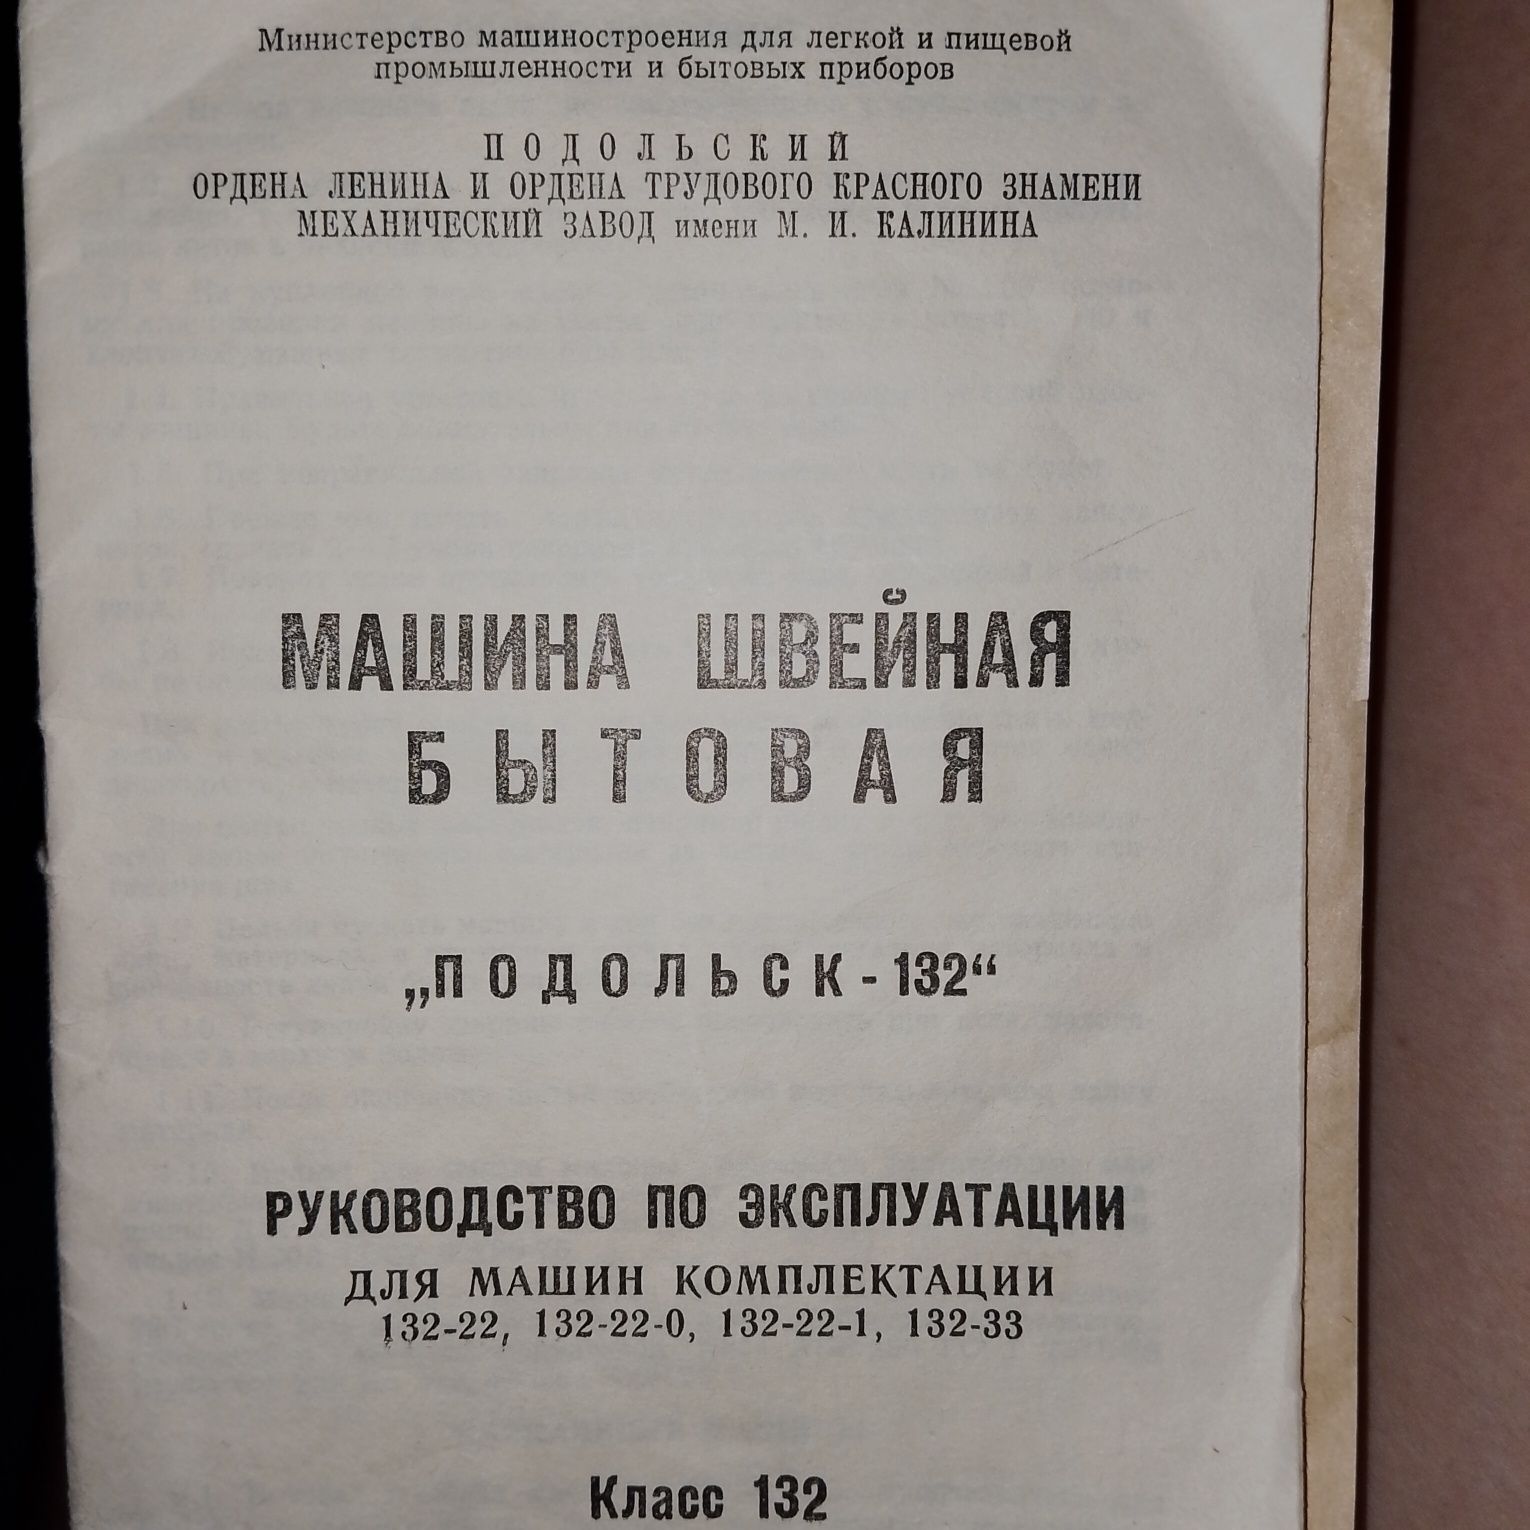 Министерство машиностроения для легкой и пищевой
промышленности и бытовых приборов
ПОДОЛЬСКИЙ
ОРДЕНА ЛЕНИНА И ОРДЕНА ТРУДОВОГО КРАСНОГО ЗНАМЕНИ
МЕХАНИЧЕСКИЙ ЗАВОД имени М. И. КАЛИНИНА
МАШИНА ШВЕЙНАЯ
БЫТОВАЯ
„ПОДОЛЬСК-132“
РУКОВОДСТВО ПО ЭКСПЛУАТАЦИИ
ДЛЯ МАШИН КОМПЛЕКТАЦИИ
132-22, 132-22-0, 132-22-1, 132-33
Класс 132